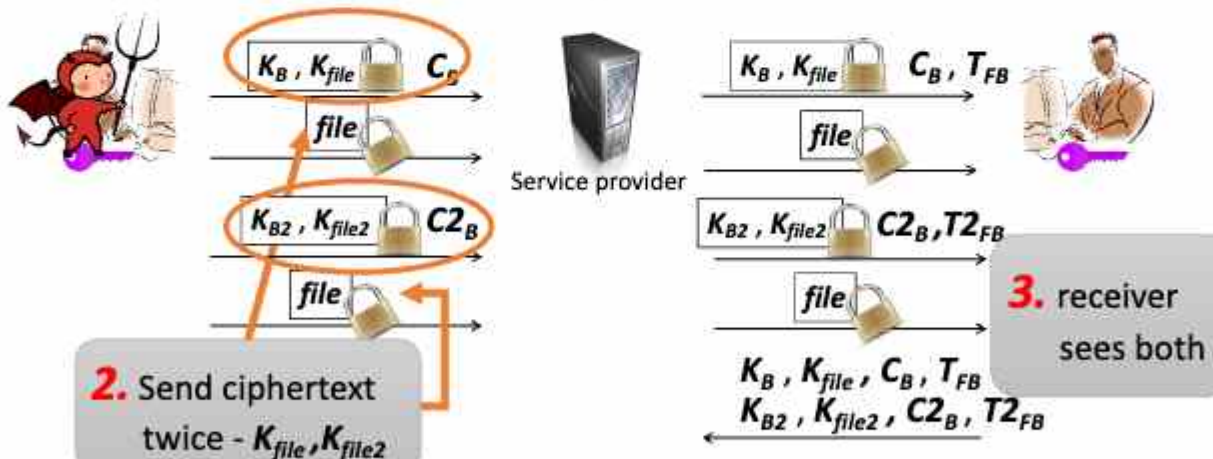 K_B , K_file C_B
file
K_B2 , K_file2 C2_B
file
2. Send ciphertext
twice - K_file,K_file2
Service provider
K_B , K_file C_B , T_FB
file
K_B2 , K_file2 C2_B,T2_FB
file
3. receiver
sees both
K_B , K_file , C_B , T_FB
K_B2 , K_file2 , C2_B, T2_FB